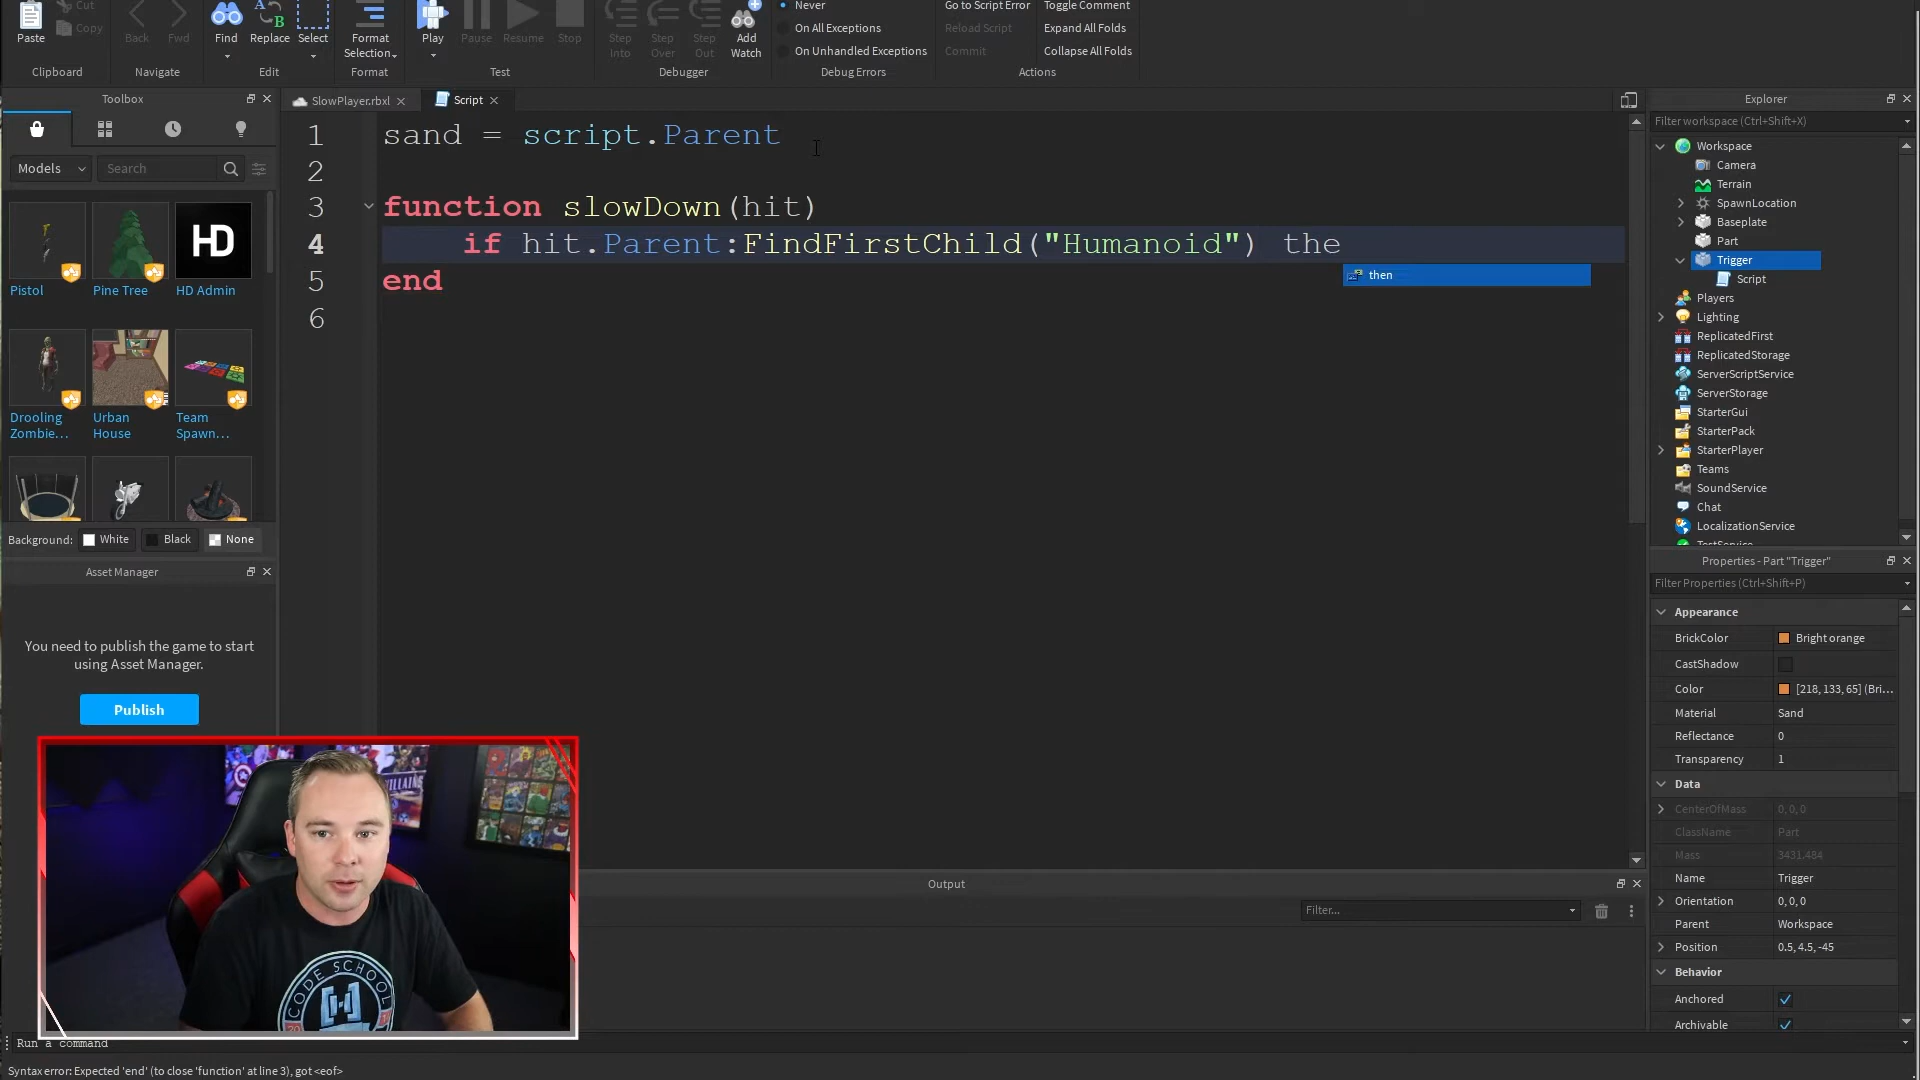 Paste
Cut
Copy
Clipboard
Back
Fwd
Navigate
Find
Replace
Select
Edit
Format
Selection
Format
Play
Pause
Resume
Stop
Test
Step
Into
Step
Over
Step
Out
Add
Watch
Debugger
Never
On All Exceptions
On Unhandled Exceptions
Debug Errors
Go to Script Error
Reload Script
Commit
Toggle Comment
Expand All Folds
Collapse All Folds
Actions
Toolbox
Models
Search
Pistol
Pine Tree
HD
HD Admin
Drooling
Zombie...
Urban
House
Team
Spawn...
Background:
White
Black
None
Asset Manager
You need to publish the game to start
using Asset Manager.
Publish
SlowPlayer.rbxl
Script
1 sand = script.Parent
2
3 function slowDown(hit)
4 if hit.Parent:FindFirstChild("Humanoid") the
then
5 end
6
Output
Filter...
Explorer
Filter workspace (Ctrl+Shift+X)
Workspace
Camera
Terrain
SpawnLocation
Baseplate
Part
Trigger
Script
Players
Lighting
ReplicatedFirst
ReplicatedStorage
ServerScriptService
ServerStorage
StarterGui
StarterPack
StarterPlayer
Teams
SoundService
Chat
LocalizationService
TestService
Properties - Part "Trigger"
Filter Properties (Ctrl+Shift+P)
Appearance
BrickColor Bright orange
CastShadow
Color [218, 133, 65] (Bri...
Material Sand
Reflectance 0
Transparency 1
Data
CenterOfMass 0, 0, 0
ClassName Part
Mass 3431.484
Name Trigger
Orientation 0, 0, 0
Parent Workspace
Position 0.5, 4.5, -45
Behavior
Anchored
Archivable
CODE SCHOOL
Run a command
Syntax error: Expected 'end' (to close 'function' at line 3), got <eof>